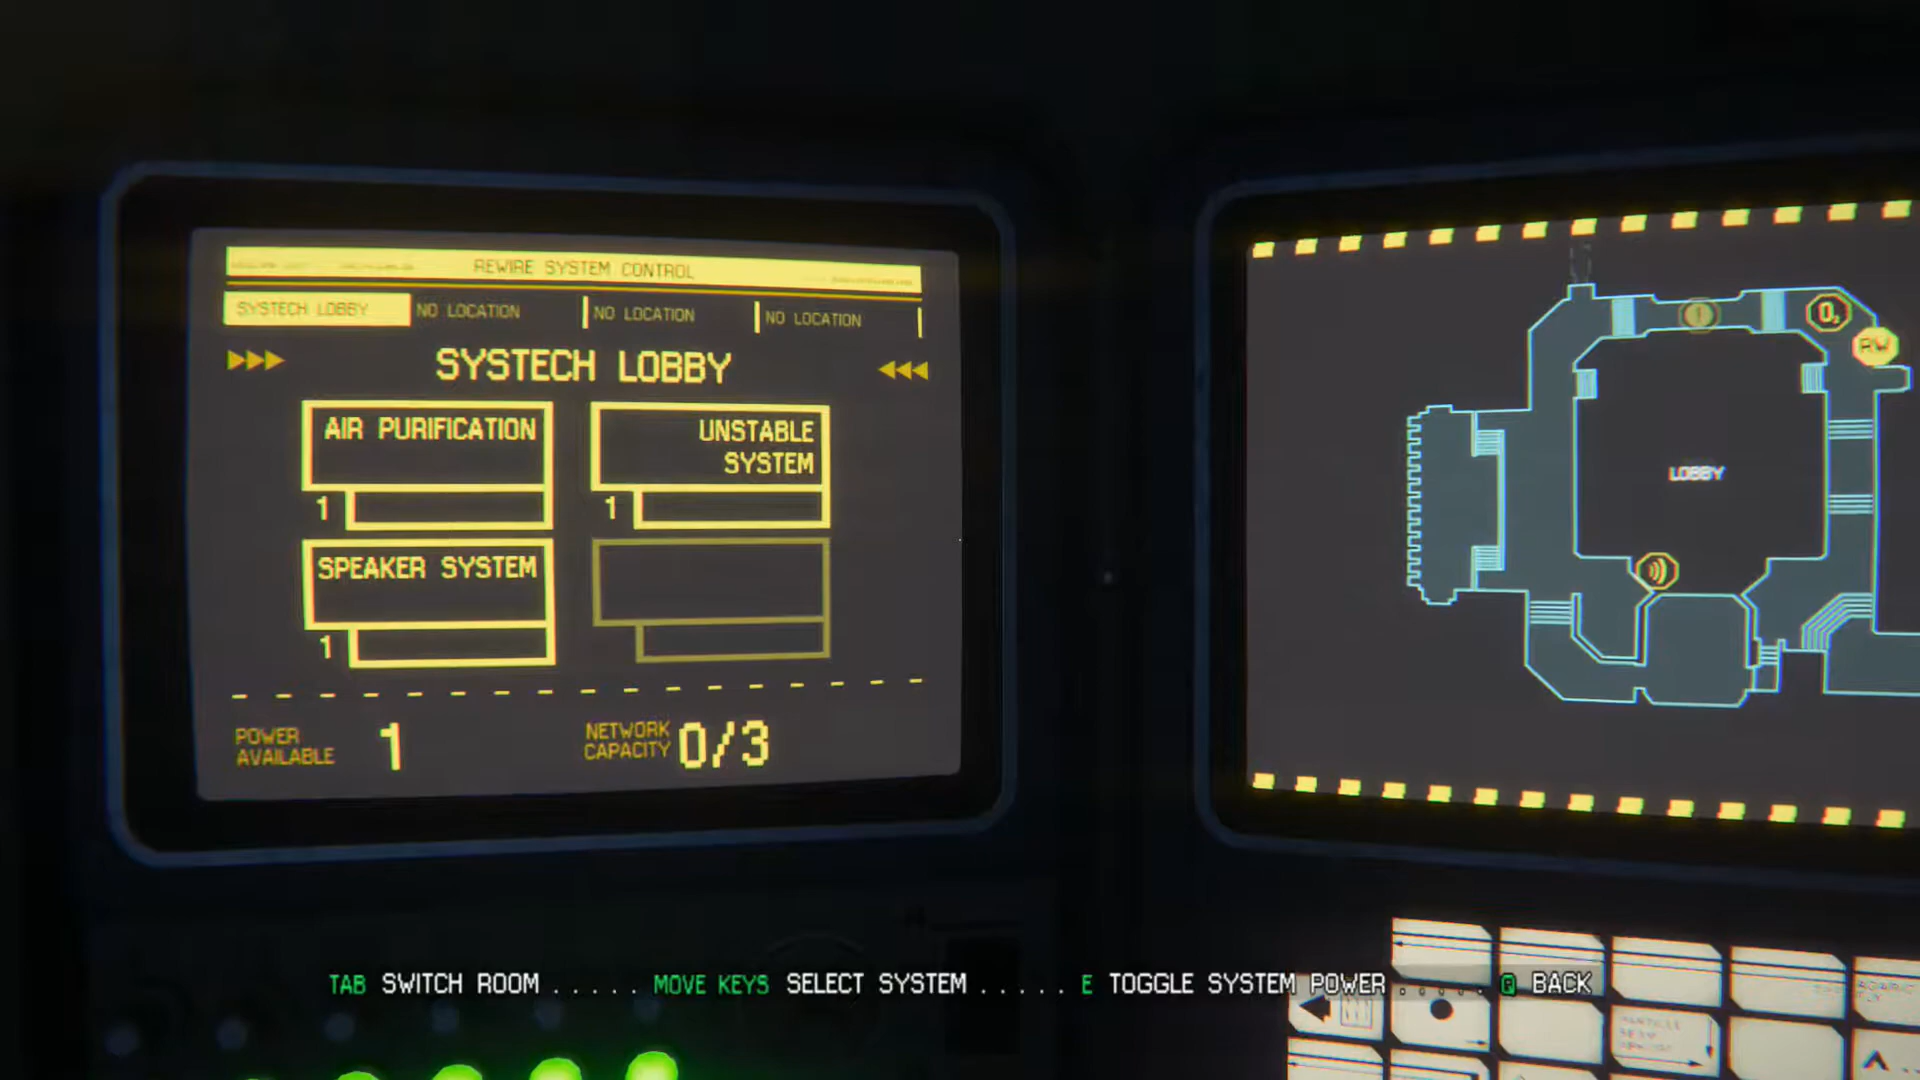 REWIRE SYSTEM CONTROL
SYSTECH LOBBY NO LOCATION NO LOCATION NO LOCATION
SYSTECH LOBBY
AIR PURIFICATION
1
UNSTABLE
SYSTEM
1
SPEAKER SYSTEM
1
POWER
AVAILABLE
1
NETWORK
CAPACITY
0/3
O₂
RW
LOBBY
TAB SWITCH ROOM ..... MOVE KEYS SELECT SYSTEM ..... E TOGGLE SYSTEM POWER ..... Q BACK